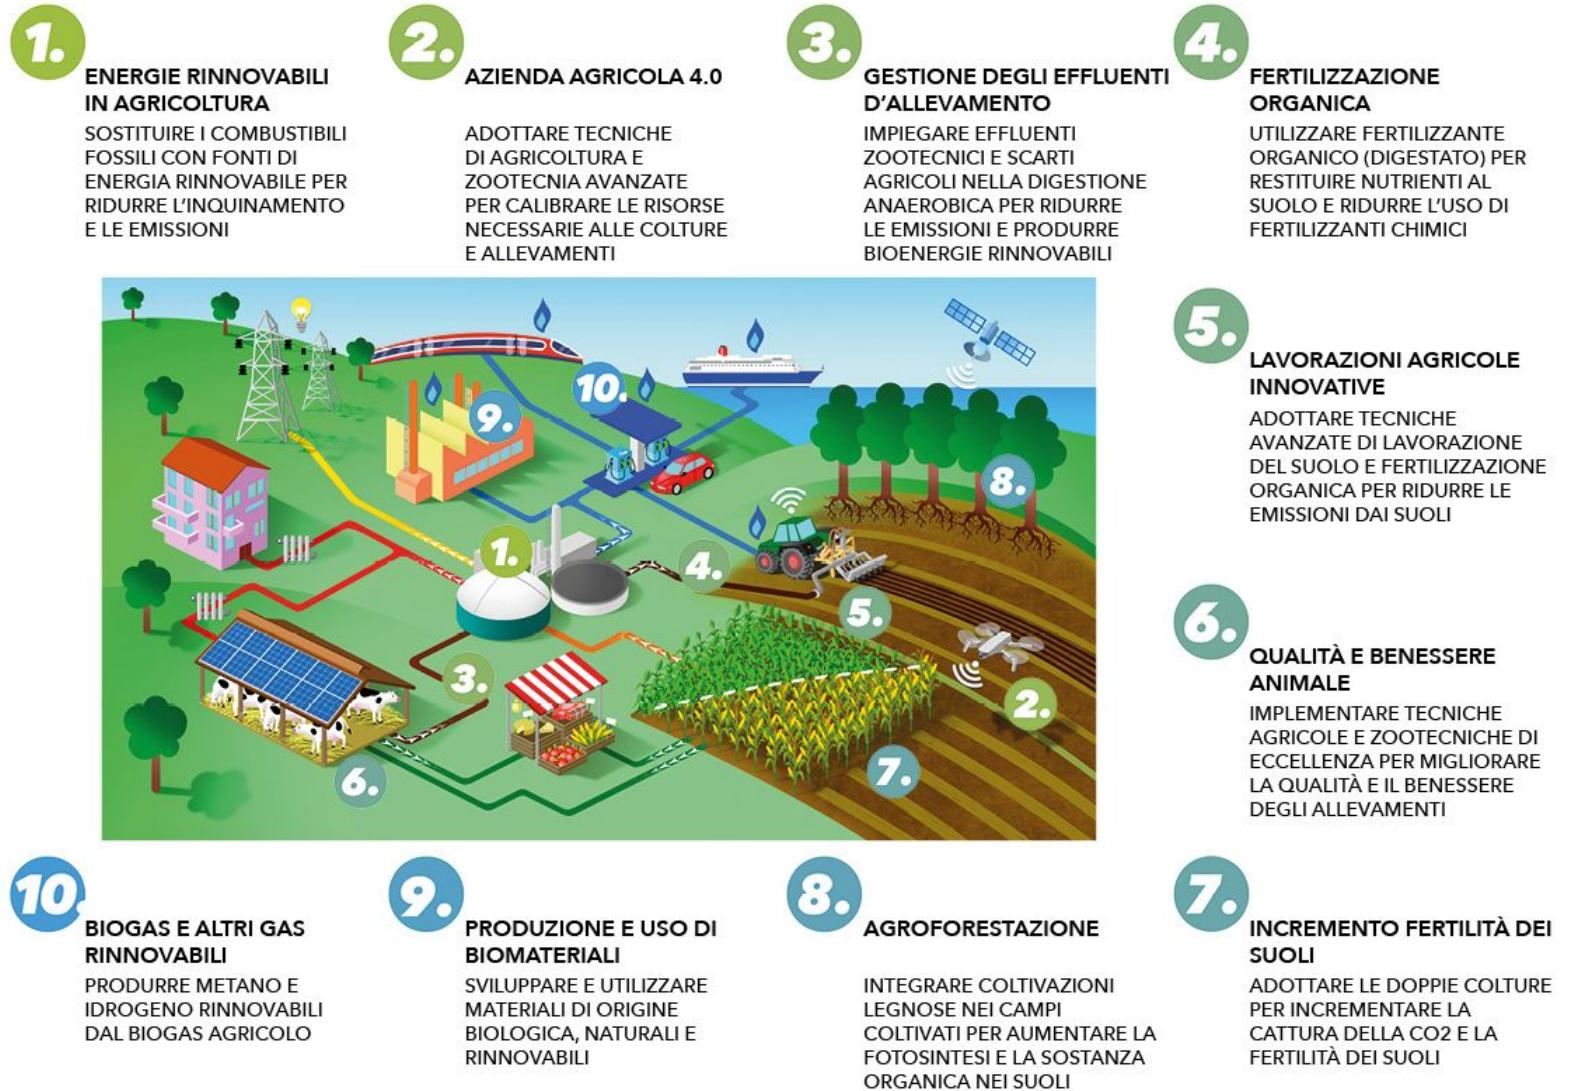 1.
ENERGIE RINNOVABILI
IN AGRICOLTURA
SOSTITUIRE I COMBUSTIBILI
FOSSILI CON FONTI DI
ENERGIA RINNOVABILE PER
RIDURRE L'INQUINAMENTO
E LE EMISSIONI
2.
AZIENDA AGRICOLA 4.0
ADOTTARE TECNICHE
DI AGRICOLTURA E
ZOOTECNIA AVANZATE
PER CALIBRARE LE RISORSE
NECESSARIE ALLE COLTURE
E ALLEVAMENTI
3.
GESTIONE DEGLI EFFLUENTI
D'ALLEVAMENTO
IMPIEGARE EFFLUENTI
ZOOTECNICI E SCARTI
AGRICOLI NELLA DIGESTIONE
ANAEROBICA PER RIDURRE
LE EMISSIONI E PRODURRE
BIOENERGIE RINNOVABILI
4.
FERTILIZZAZIONE
ORGANICA
UTILIZZARE FERTILIZZANTE
ORGANICO (DIGESTATO) PER
RESTITUIRE NUTRIENTI AL
SUOLO E RIDURRE L'USO DI
FERTILIZZANTI CHIMICI
10.
9.
8.
1.
4.
5.
3.
2.
7.
6.
5.
LAVORAZIONI AGRICOLE
INNOVATIVE
ADOTTARE TECNICHE
AVANZATE DI LAVORAZIONE
DEL SUOLO E FERTILIZZAZIONE
ORGANICA PER RIDURRE LE
EMISSIONI DAI SUOLI
6.
QUALITÀ E BENESSERE
ANIMALE
IMPLEMENTARE TECNICHE
AGRICOLE E ZOOTECNICHE DI
ECCELLENZA PER MIGLIORARE
LA QUALITÀ E IL BENESSERE
DEGLI ALLEVAMENTI
10.
BIOGAS E ALTRI GAS
RINNOVABILI
PRODURRE METANO E
IDROGENO RINNOVABILI
DAL BIOGAS AGRICOLO
9.
PRODUZIONE E USO DI
BIOMATERIALI
SVILUPPARE E UTILIZZARE
MATERIALI DI ORIGINE
BIOLOGICA, NATURALI E
RINNOVABILI
8.
AGROFORESTAZIONE
INTEGRARE COLTIVAZIONI
LEGNOSE NEI CAMPI
COLTIVATI PER AUMENTARE LA
FOTOSINTESI E LA SOSTANZA
ORGANICA NEI SUOLI
7.
INCREMENTO FERTILITÀ DEI
SUOLI
ADOTTARE LE DOPPIE COLTURE
PER INCREMENTARE LA
CATTURA DELLA CO2 E LA
FERTILITÀ DEI SUOLI